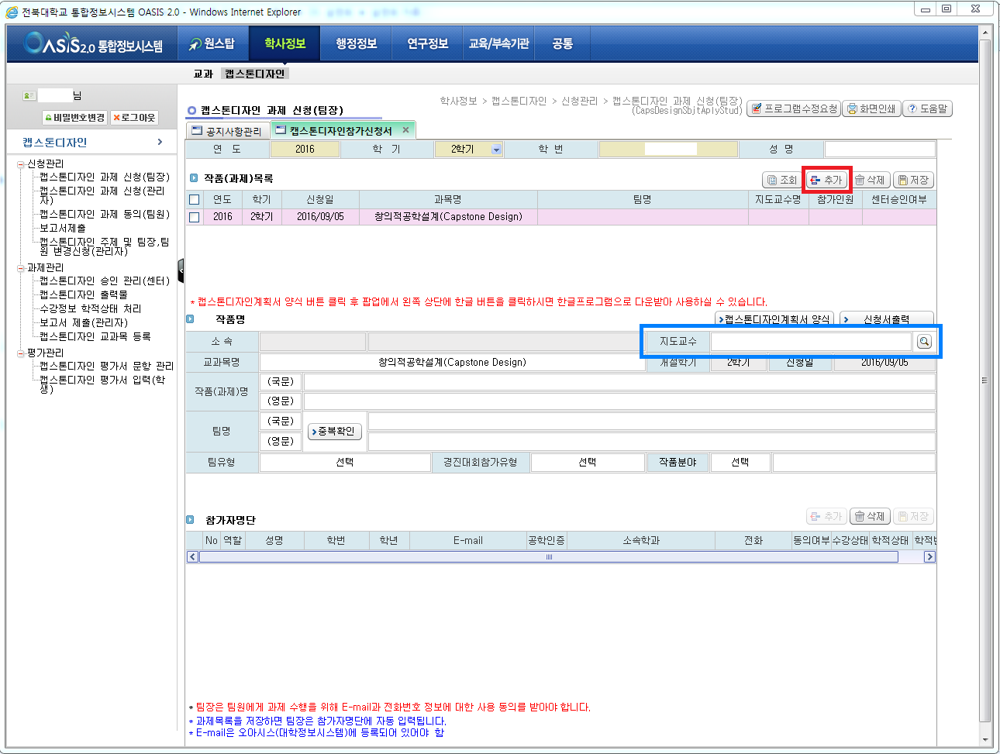 전북대학교 통합정보시스템 OASIS 2.0 - Windows Internet Explorer
OASIS2.0 통합정보시스템
원스탑
학사정보
행정정보
연구정보
교육/부속기관
공통
교과
캡스톤디자인
님
비밀번호변경
로그아웃
캡스톤디자인
신청관리
캡스톤디자인 과제 신청(팀장)
캡스톤디자인 과제 신청(관리
자)
캡스톤디자인 과제 동의(팀원)
보고서제출
캡스톤디자인 주제 및 팀장,팀
원 변경신청(관리자)
과제관리
캡스톤디자인 승인 관리(센터)
캡스톤디자인 출력물
수강정보 학적상태 처리
보고서 제출(관리자)
캡스톤디자인 교과목 등록
평가관리
캡스톤디자인 평가서 문항 관리
캡스톤디자인 평가서 입력(학
생)
캡스톤디자인 과제 신청(팀장)
학사정보 > 캡스톤디자인 > 신청관리 > 캡스톤디자인 과제 신청(팀장)
(CapsDesignSbjtAplyStud)
프로그램수정요청
화면인쇄
도움말
공지사항관리
캡스톤디자인참가신청서
연 도 2016 학 기 2학기 학 번 성 명
작품(과제)목록
조회 추가 삭제 저장
연도 학기 신청일 과목명 팀명 지도교수명 참가인원 센터승인여부
2016 2학기 2016/09/05 창의적공학설계(Capstone Design)
* 캡스톤디자인계획서 양식 버튼 클릭 후 팝업에서 왼쪽 상단에 한글 버튼을 클릭하시면 한글프로그램으로 다운받아 사용하실 수 있습니다.
작품명
캡스톤디자인계획서 양식
신청서출력
소 속 지도교수
교과목명 창의적공학설계(Capstone Design) 개설학기 2학기 신청일 2016/09/05
작품(과제)명
(국문)
(영문)
팀명
(국문)
(영문)
중복확인
팀유형 선택 경진대회참가유형 선택 작품분야 선택
참가자명단
추가 삭제 저장
No 역할 성명 학번 학년 E-mail 공학인증 소속학과 전화 동의여부 수강상태 학적상태
* 팀장은 팀원에게 과제 수행을 위해 E-mail과 전화번호 정보에 대한 사용 동의를 받아야 합니다.
* 과제목록을 저장하면 팀장은 참가자명단에 자동 입력됩니다.
* E-mail은 오아시스(대학정보시스템)에 등록되어 있어야 함